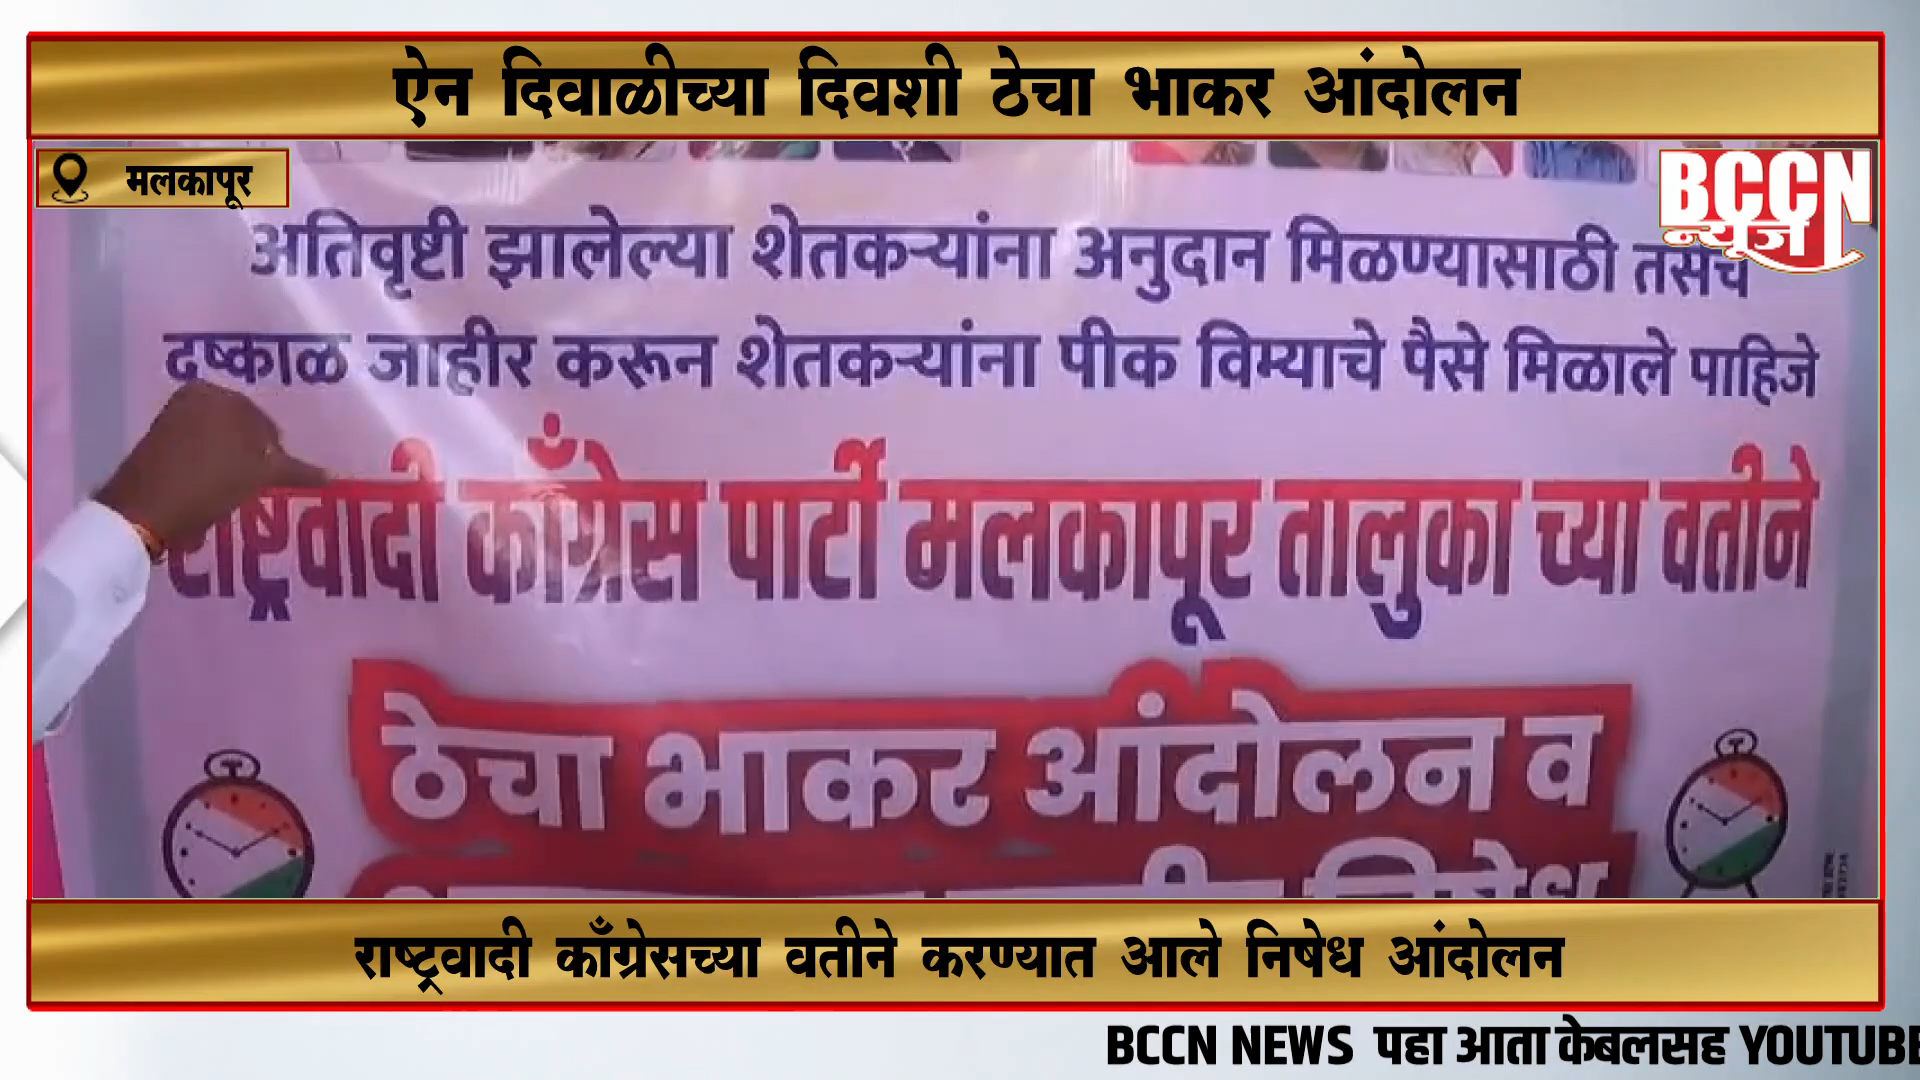 ऐन दिवाळीच्या दिवशी ठेचा भाकर आंदोलन
मलकापूर
BCCN
न्यूज
अतिवृष्टी झालेल्या शेतकऱ्यांना अनुदान मिळण्यासाठी तसेच
दुष्काळ जाहीर करून शेतकऱ्यांना पीक विम्याचे पैसे मिळाले पाहिजे
राष्ट्रवादी काँग्रेस पार्टी मलकापूर तालुका च्या वतीने
ठेचा भाकर आंदोलन व
निषेध
राष्ट्रवादी काँग्रेसच्या वतीने करण्यात आले निषेध आंदोलन
BCCN NEWS पहा आता केबलसह YOUTUBE